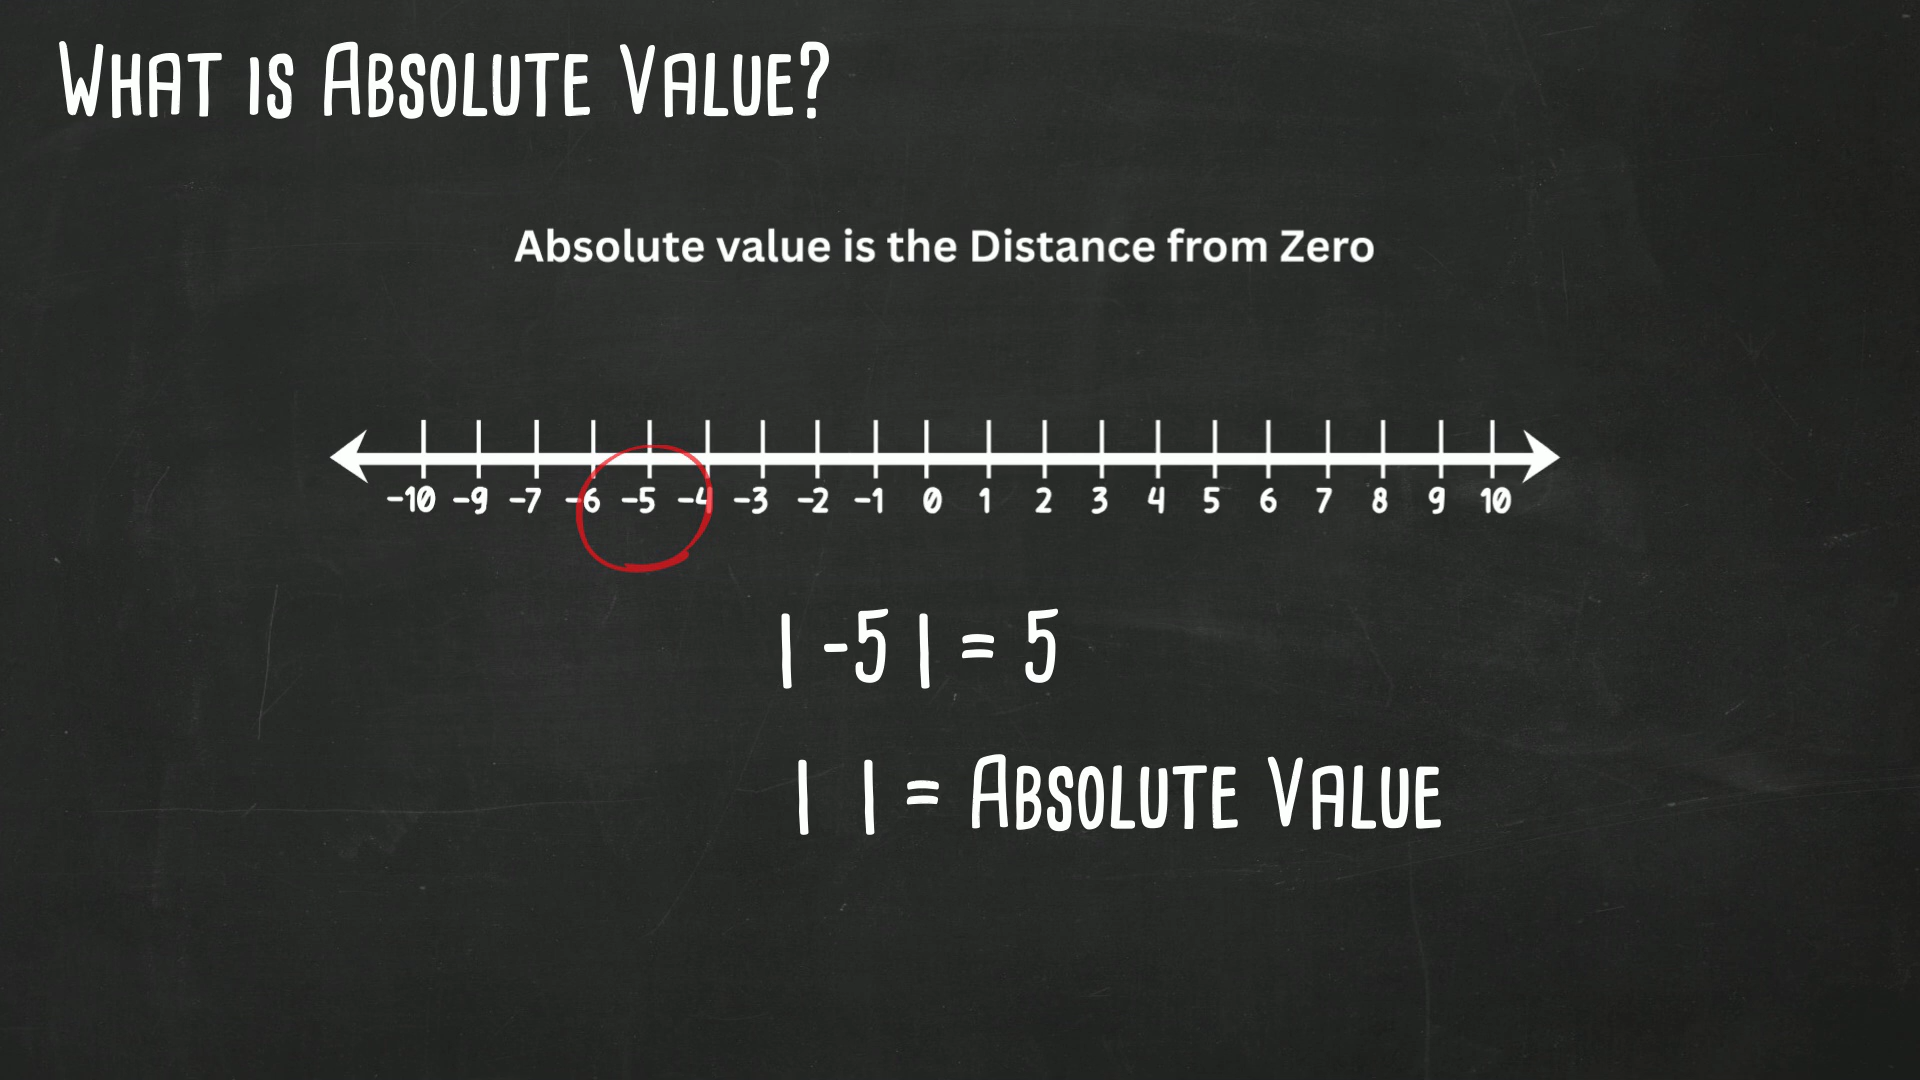 What is Absolute Value?
Absolute value is the Distance from Zero
-10 -9 -7 -6 -5 -4 -3 -2 -1 0 1 2 3 4 5 6 7 8 9 10
| -5 | = 5
| | = Absolute Value